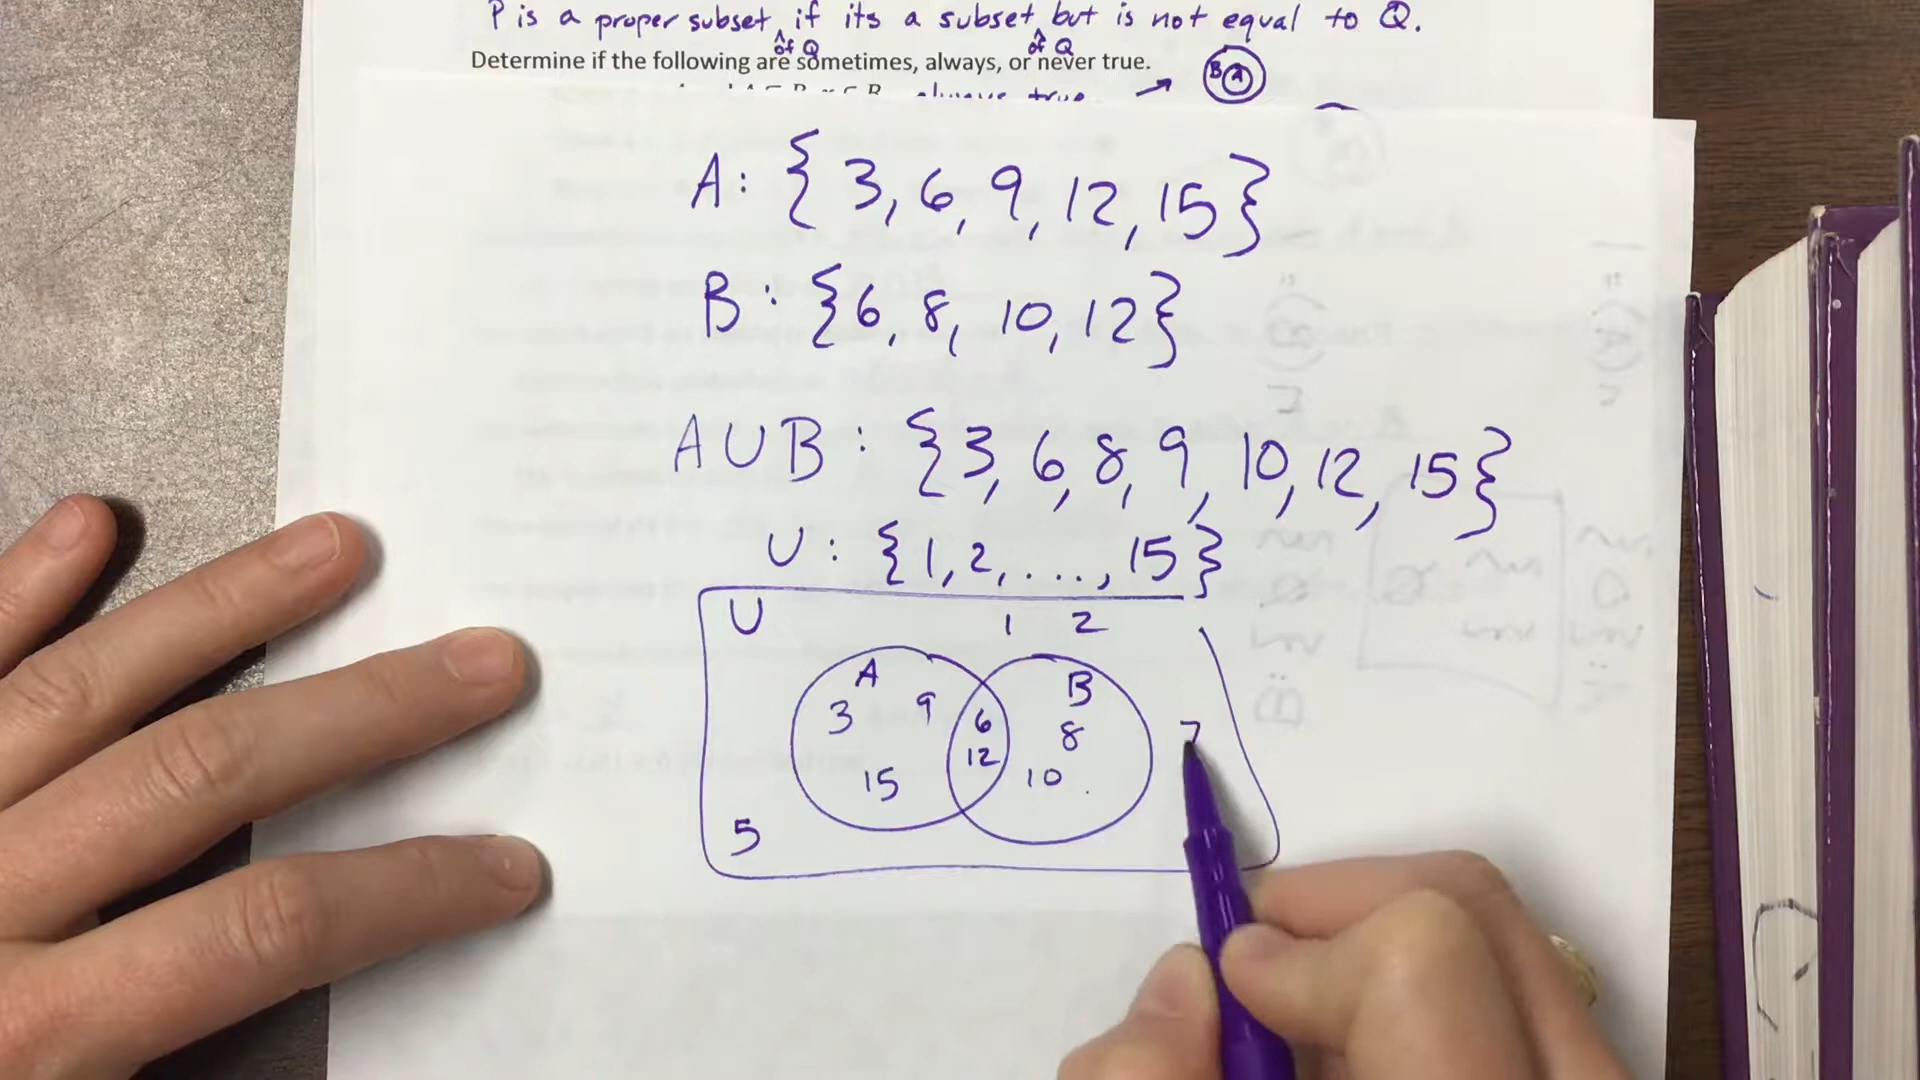 P is a proper subset of Q if its a subset of Q but is not equal to Q.
Determine if the following are sometimes, always, or never true.
always true
B A
A: {3, 6, 9, 12, 15}
B: {6, 8, 10, 12}
A∪B: {3, 6, 8, 9, 10, 12, 15}
U: {1, 2, ..., 15}
U 1 2
A B
3 9 6 8 7
12
15 10
5